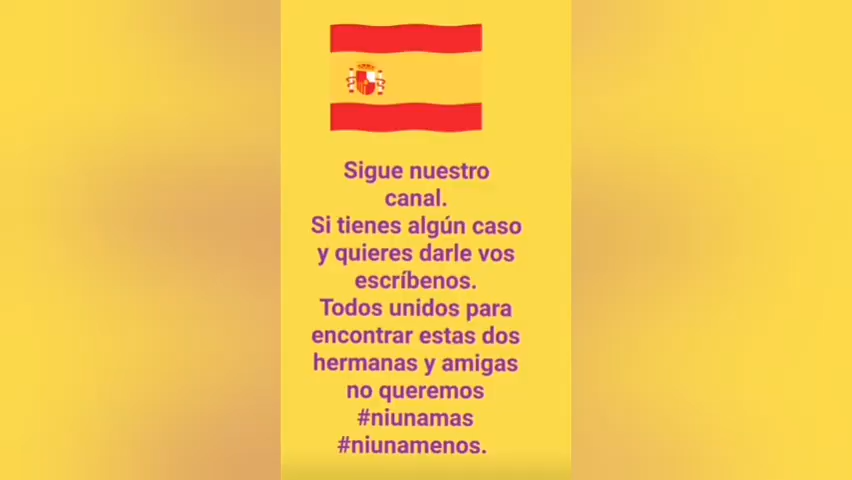 Sigue nuestro
canal.
Si tienes algún caso
y quieres darle vos
escríbenos.
Todos unidos para
encontrar estas dos
hermanas y amigas
no queremos
#niunamas
#niunamenos.